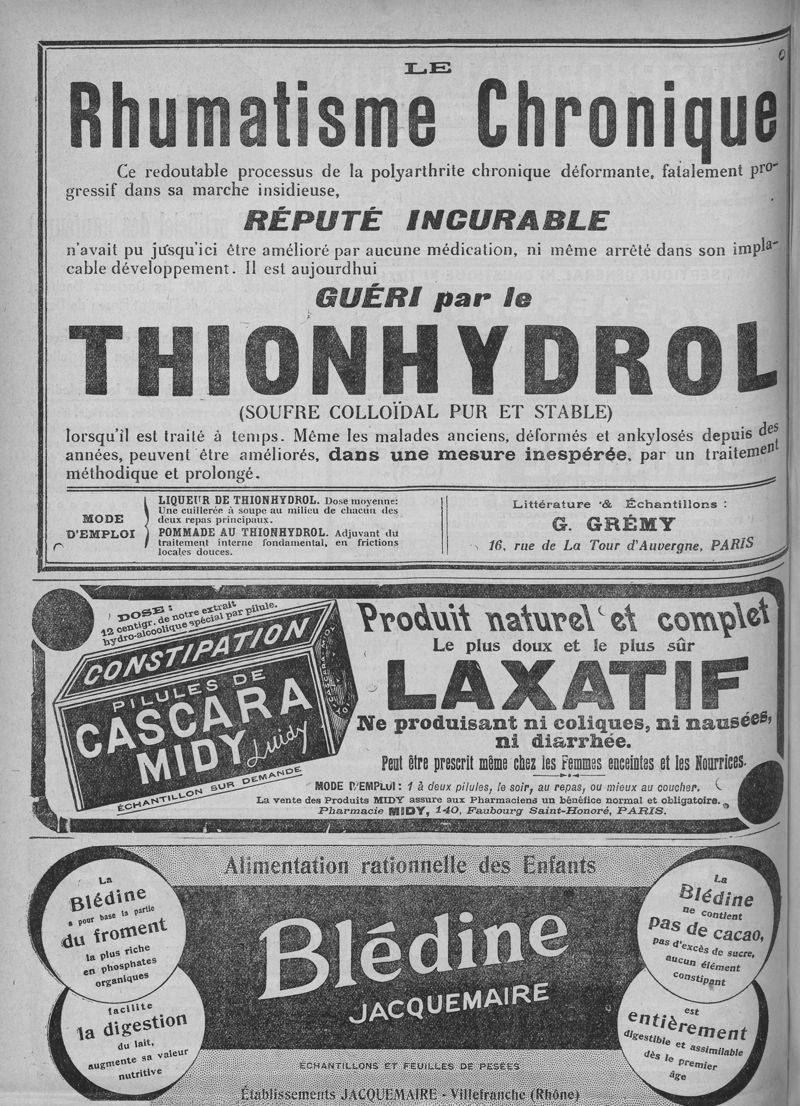 LE
Rhumatisme Chronique
Ce redoutable processus de la polyarthrite chronique déformante, fatalement pro-
gressif dans sa marche insidieuse,
RÉPUTÉ INCURABLE
n'avait pu jusqu'ici être amélioré par aucune médication, ni même arrêté dans son impla-
cable développement. Il est aujourd'hui
GUÉRI par le
THIONHYDROL
(SOUFRE COLLOÏDAL PUR ET STABLE)
lorsqu'il est traité à temps. Même les malades anciens, déformés et ankylosés depuis des
années, peuvent être améliorés, dans une mesure inespérée, par un traitement
méthodique et prolongé.
MODE
D'EMPLOI
LIQUEUR DE THIONHYDROL. Dose moyenne:
Une cuillerée à soupe au milieu de chacun des
deux repas principaux.
POMMADE AU THIONHYDROL. Adjuvant du
traitement interne fondamental, en frictions
locales douces.
Littérature & Échantillons :
G. GRÉMY
16, rue de La Tour d'Auvergne, PARIS
DOSE :
12 centigr. de notre extrait
hydro-alcoolique spécial par pilule.
CONSTIPATION
PILULES DE
CASCARA
MIDY
Midy
ÉCHANTILLON SUR DEMANDE
Produit naturel et complet
Le plus doux et le plus sûr
LAXATIF
Ne produisant ni coliques, ni nausées,
ni diarrhée.
Peut être prescrit même chez les Femmes enceintes et les Nourrices.
MODE D'EMPLOI : 1 à deux pilules, le soir, au repas, ou mieux au coucher.
La vente des Produits MIDY assure aux Pharmaciens un bénéfice normal et obligatoire.
Pharmacie MIDY, 140, Faubourg Saint-Honoré, PARIS.
Alimentation rationnelle des Enfants
La
Blédine
a pour base la partie
du froment
la plus riche
en phosphates
organiques
facilite
la digestion
du lait,
augmente sa valeur
nutritive
Blédine
JACQUEMAIRE
La
Blédine
ne contient
pas de cacao,
pas d'excès de sucre,
aucun élément
constipant
est
entièrement
digestible et assimilable
dès le premier
âge
ÉCHANTILLONS ET FEUILLES DE PESÉES
Établissements JACQUEMAIRE - Villefranche (Rhône)